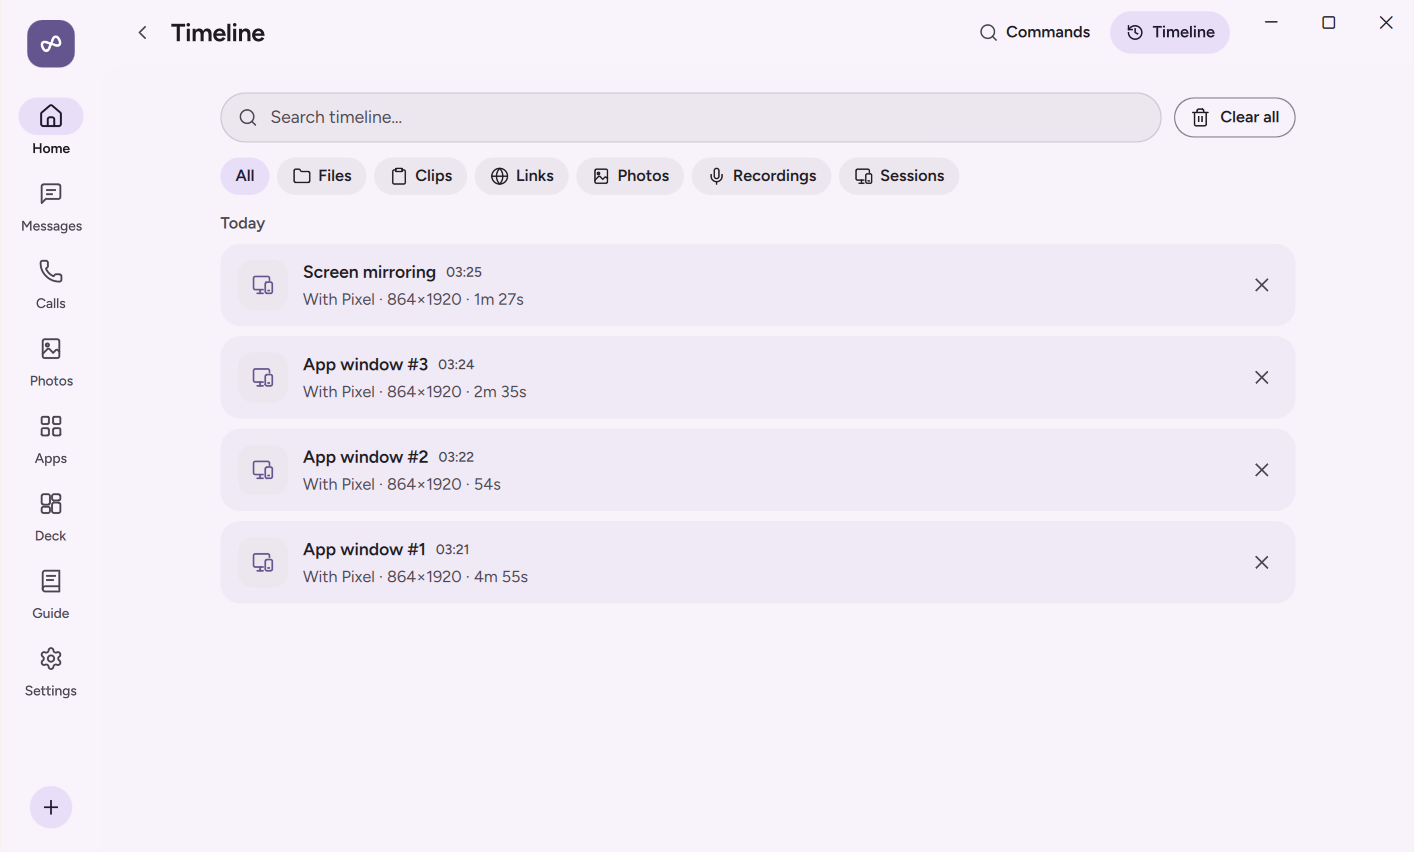 Timeline
Commands
Timeline
Home
Messages
Calls
Photos
Apps
Deck
Guide
Settings
Search timeline...
Clear all
All
Files
Clips
Links
Photos
Recordings
Sessions
Today
Screen mirroring 03:25
With Pixel · 864×1920 · 1m 27s
App window #3 03:24
With Pixel · 864×1920 · 2m 35s
App window #2 03:22
With Pixel · 864×1920 · 54s
App window #1 03:21
With Pixel · 864×1920 · 4m 55s